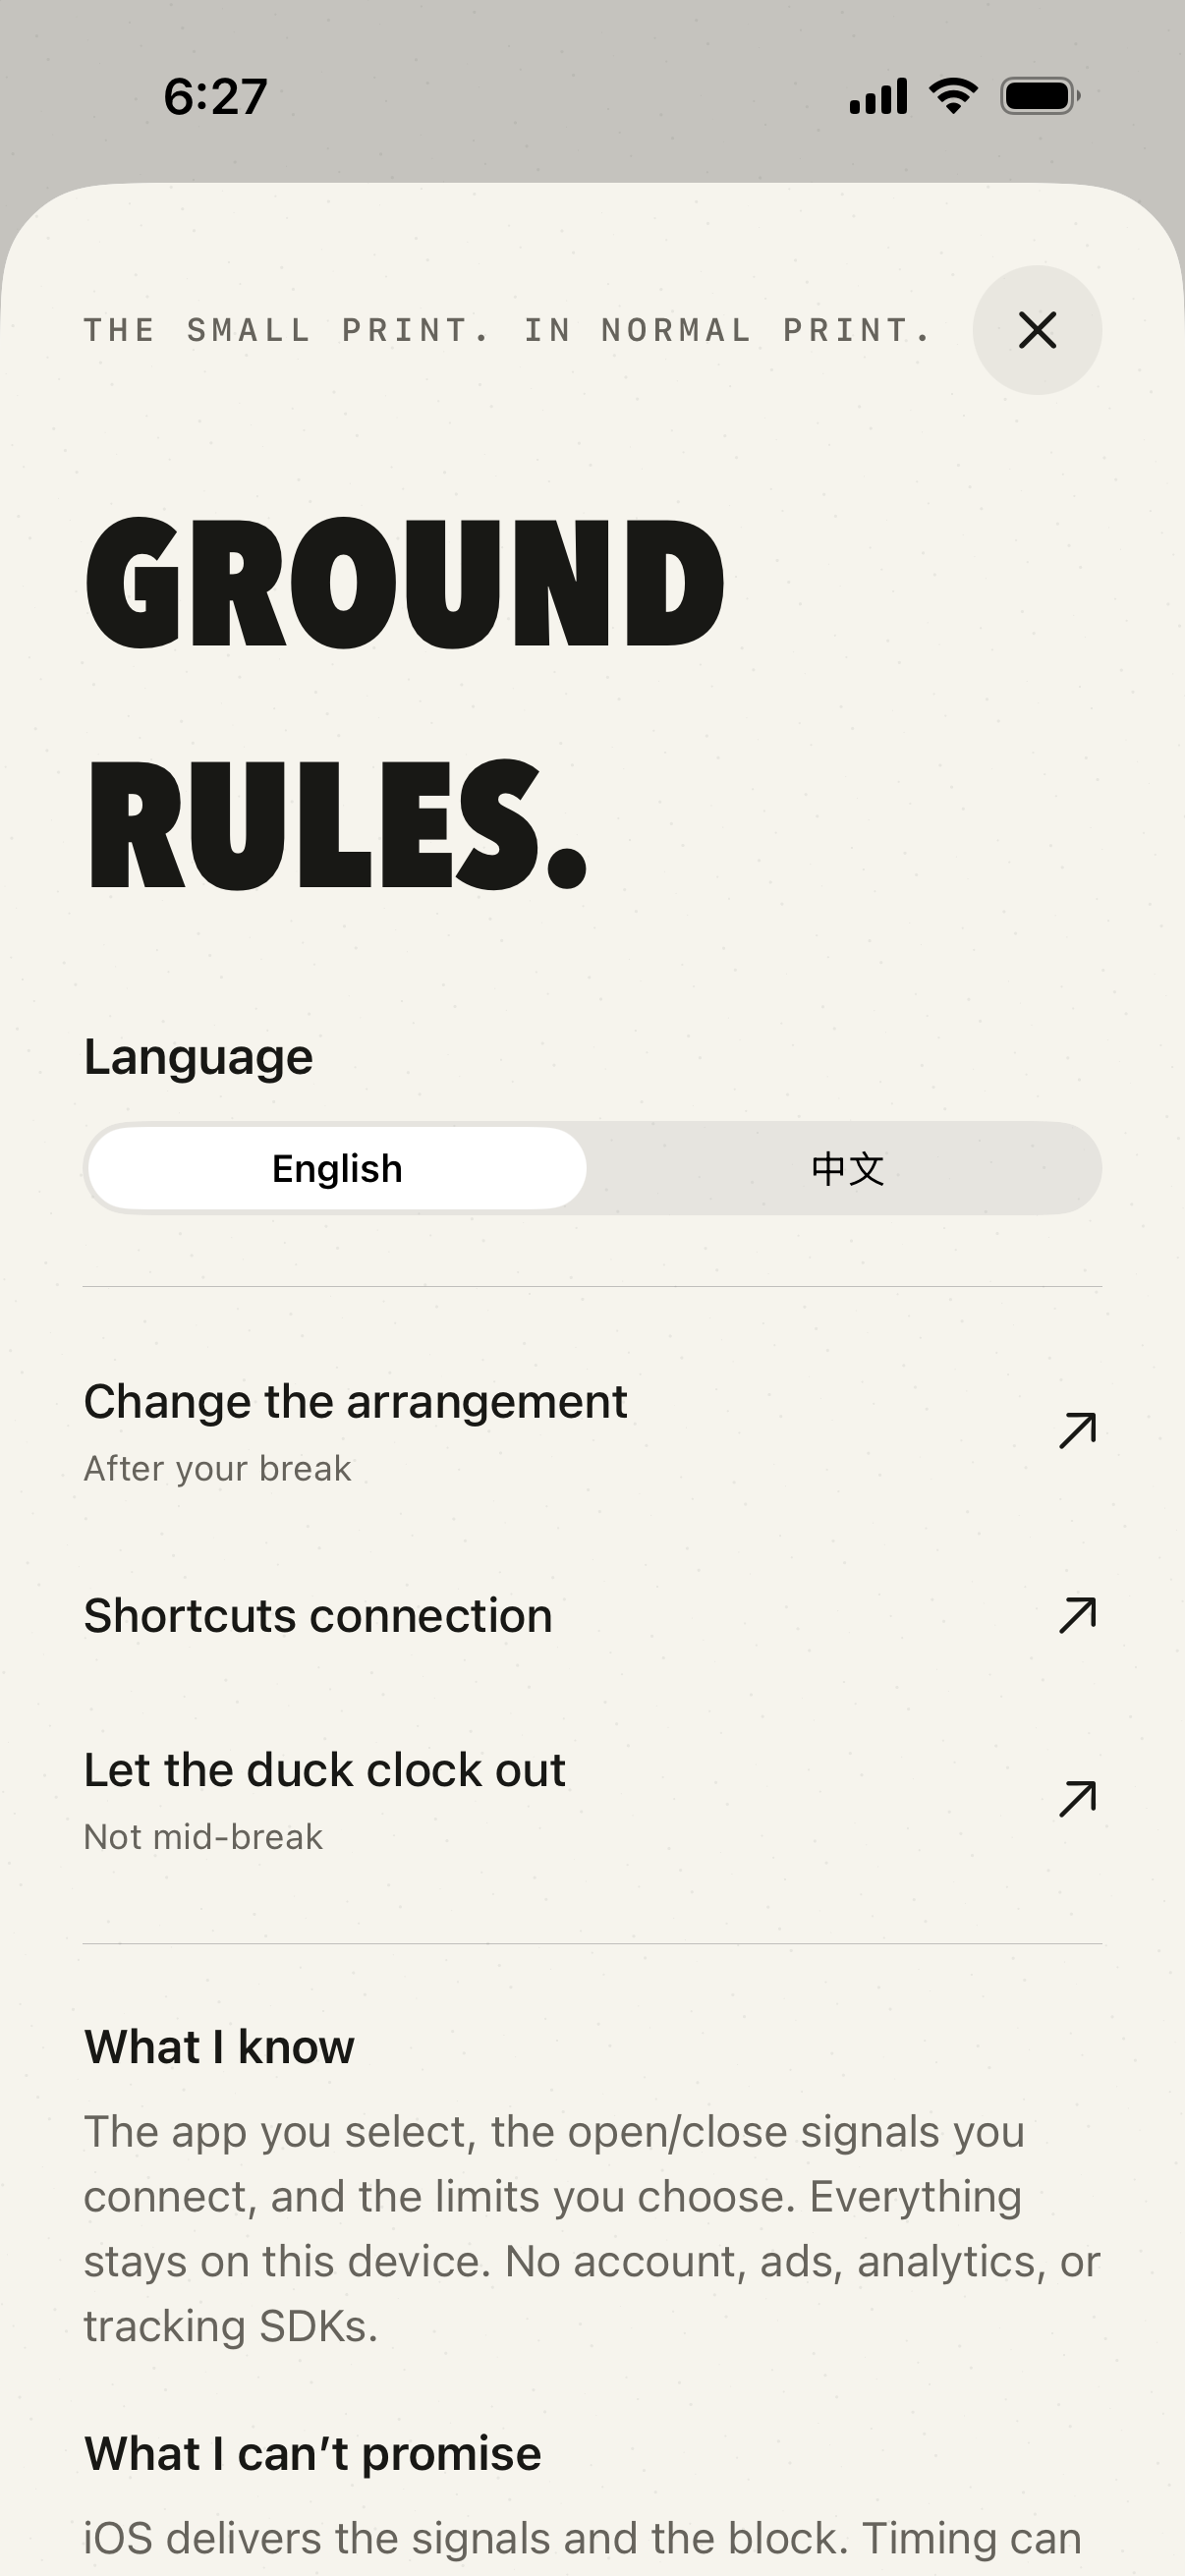 6:27
THE SMALL PRINT. IN NORMAL PRINT.
GROUND
RULES.
Language
English
中文
Change the arrangement
After your break
Shortcuts connection
Let the duck clock out
Not mid-break
What I know
The app you select, the open/close signals you
connect, and the limits you choose. Everything
stays on this device. No account, ads, analytics, or
tracking SDKs.
What I can’t promise
iOS delivers the signals and the block. Timing can